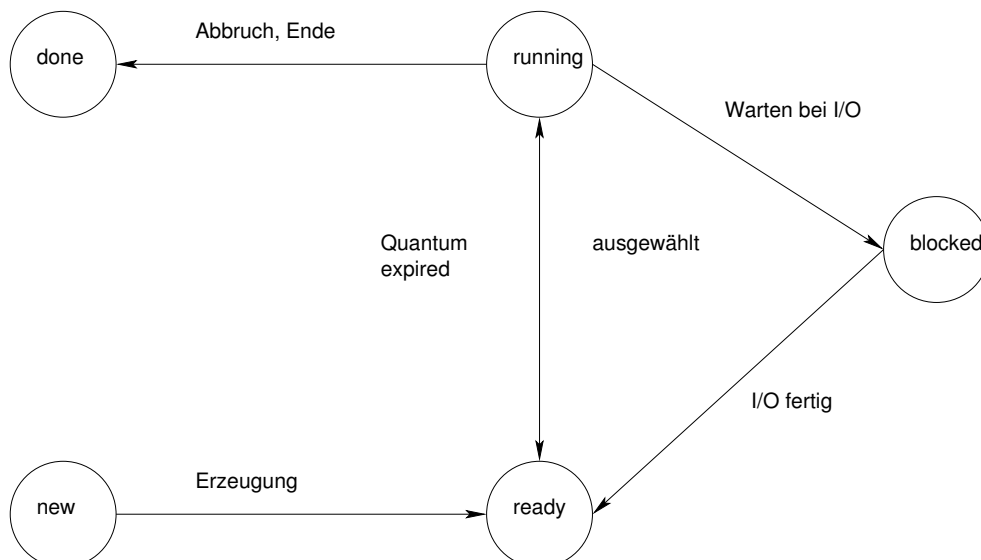 Abbruch, Ende
done
running
Warten bei I/O
Quantum
expired
ausgewählt
blocked
I/O fertig
Erzeugung
new
ready